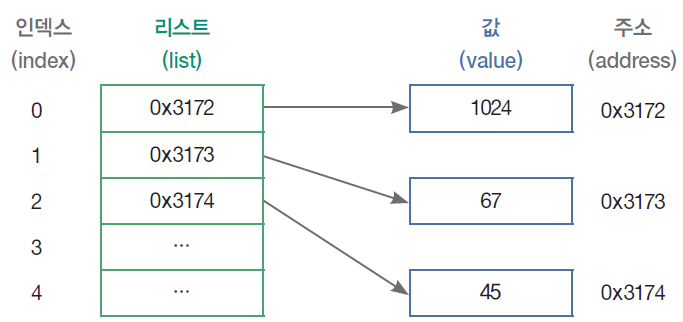 인덱스 리스트 값 주소
(index) (list) (value) (address)
0 0x3172 1024 0x3172
1 0x3173
2 0x3174 67 0x3173
3 ...
4 ... 45 0x3174